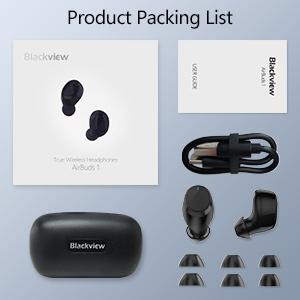 Product Packing List
Blackview
True Wireless Headphones
AirBuds 1
USER GUIDE
Blackview
AirBuds 1
Blackview